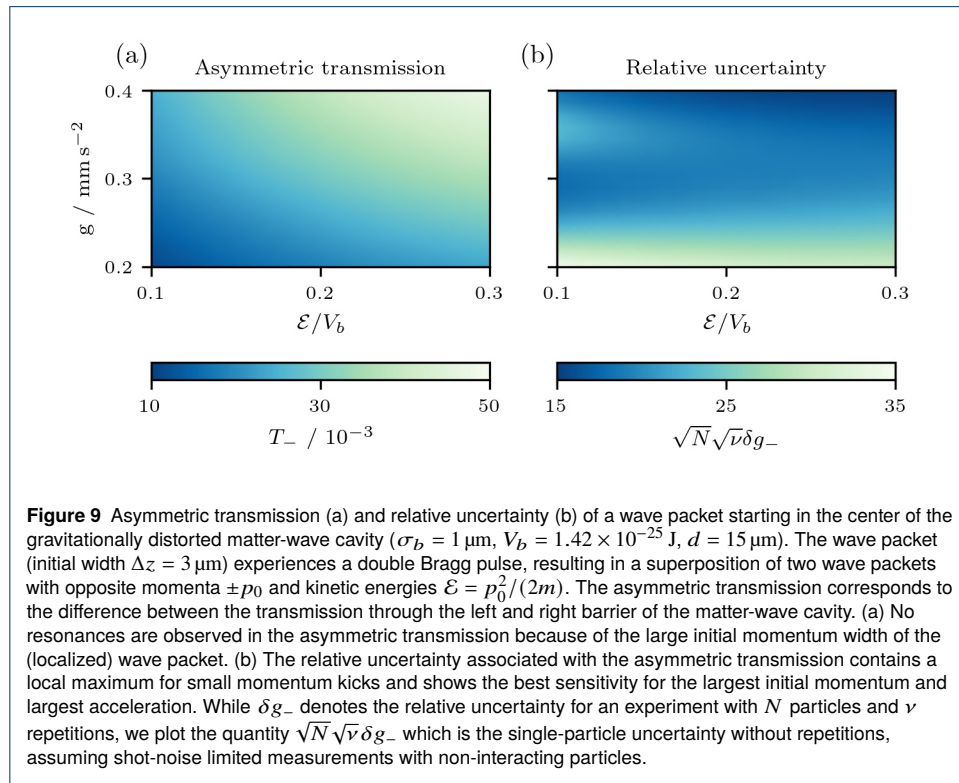 (a)
Asymmetric transmission
(b)
Relative uncertainty
0.4
0.3
0.2
g / mm s⁻²
0.1
0.2
0.3
ℰ/V_b
0.1
0.2
0.3
ℰ/V_b
10
30
50
T₋ / 10⁻³
15
25
35
√N√νδg₋
Figure 9 Asymmetric transmission (a) and relative uncertainty (b) of a wave packet starting in the center of the
gravitationally distorted matter-wave cavity (σ_b = 1 μm, V_b = 1.42 × 10⁻²⁵ J, d = 15 μm). The wave packet
(initial width Δz = 3 μm) experiences a double Bragg pulse, resulting in a superposition of two wave packets
with opposite momenta ±p₀ and kinetic energies ℰ = p₀²/(2m). The asymmetric transmission corresponds to
the difference between the transmission through the left and right barrier of the matter-wave cavity. (a) No
resonances are observed in the asymmetric transmission because of the large initial momentum width of the
(localized) wave packet. (b) The relative uncertainty associated with the asymmetric transmission contains a
local maximum for small momentum kicks and shows the best sensitivity for the largest initial momentum and
largest acceleration. While δg₋ denotes the relative uncertainty for an experiment with N particles and ν
repetitions, we plot the quantity √N√νδg₋ which is the single-particle uncertainty without repetitions,
assuming shot-noise limited measurements with non-interacting particles.